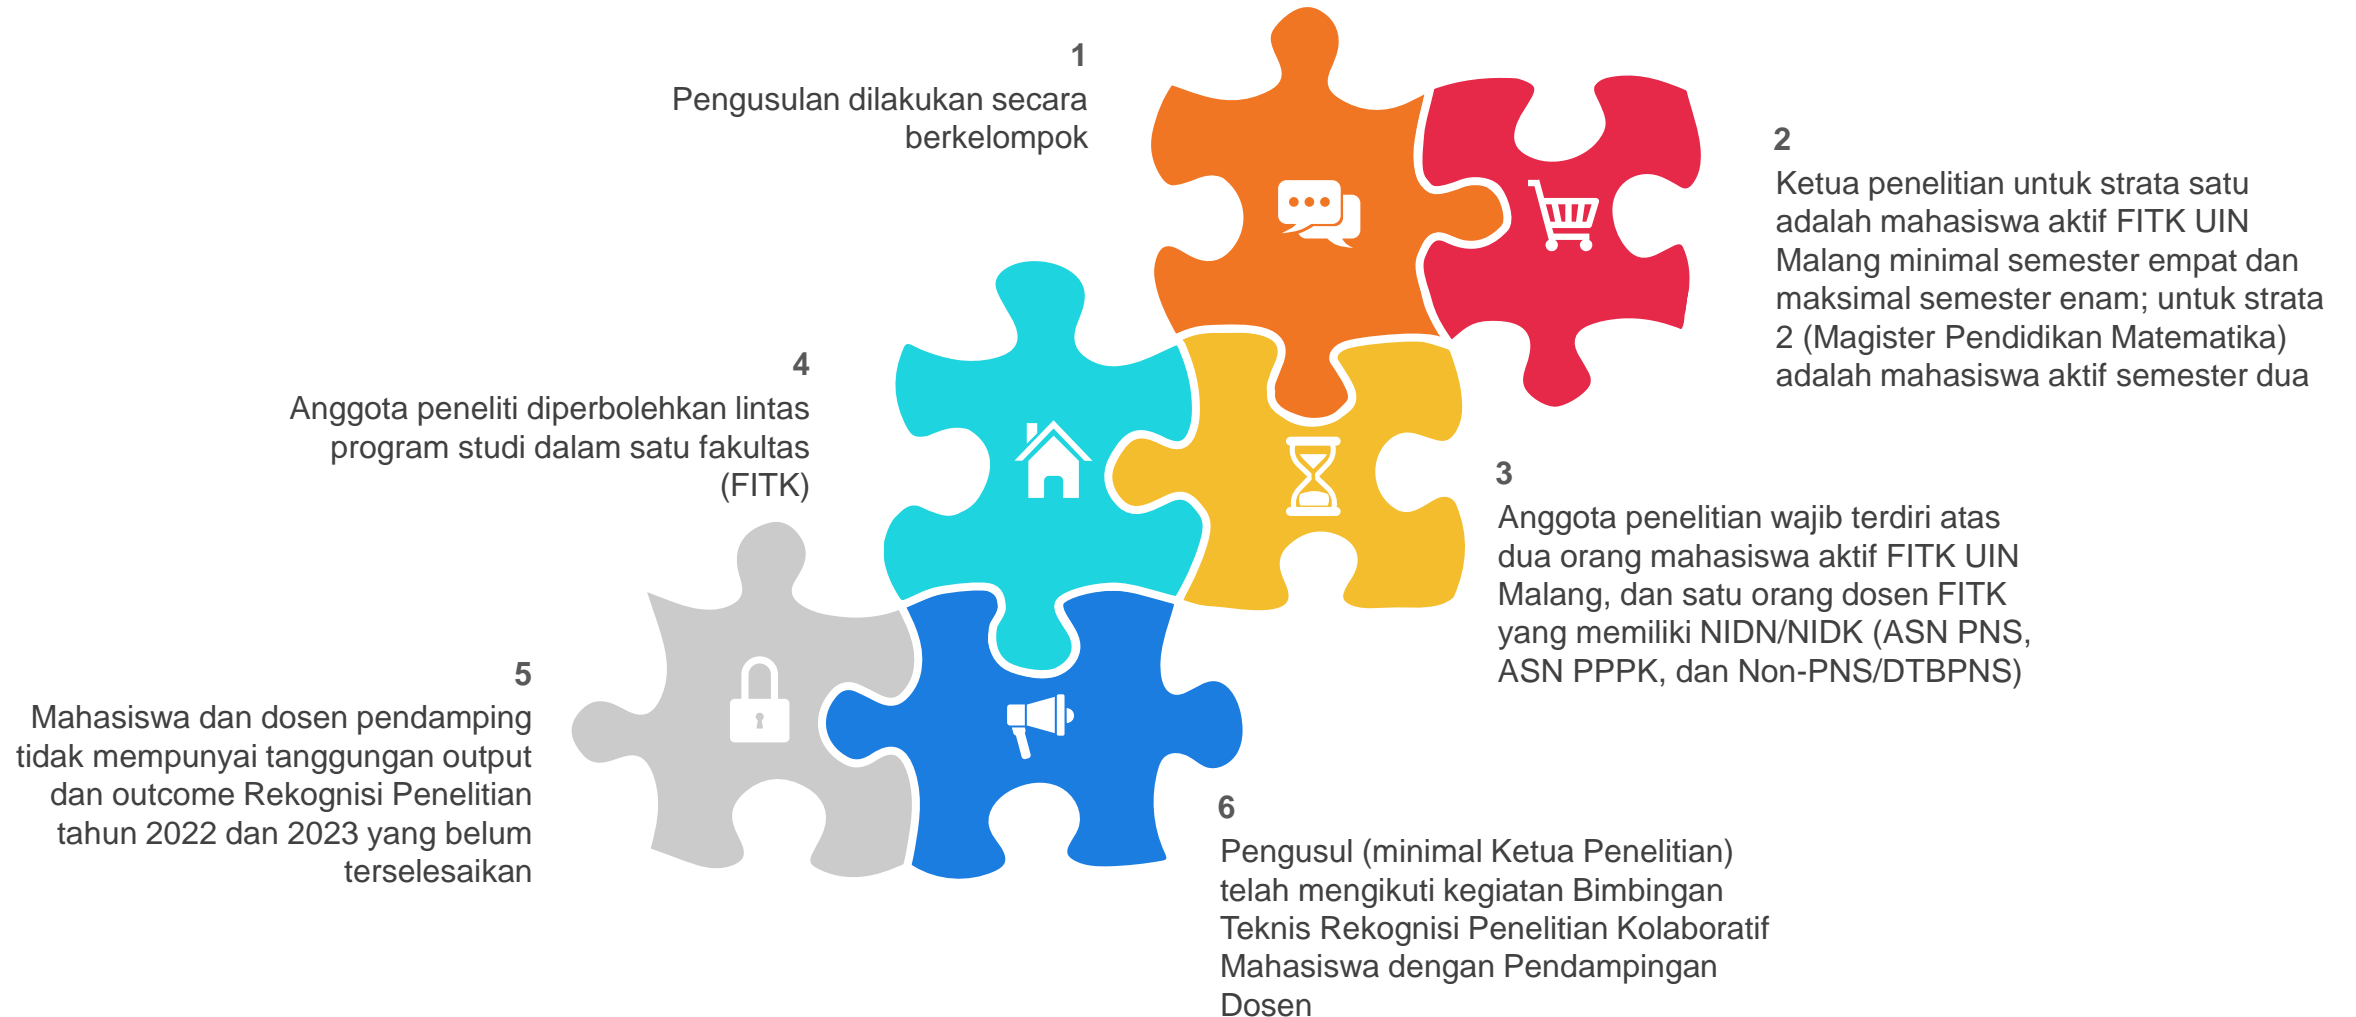 1
Pengusulan dilakukan secara
berkelompok
2
Ketua penelitian untuk strata satu
adalah mahasiswa aktif FITK UIN
Malang minimal semester empat dan
maksimal semester enam; untuk strata
2 (Magister Pendidikan Matematika)
adalah mahasiswa aktif semester dua
3
Anggota penelitian wajib terdiri atas
dua orang mahasiswa aktif FITK UIN
Malang, dan satu orang dosen FITK
yang memiliki NIDN/NIDK (ASN PNS,
ASN PPPK, dan Non-PNS/DTBPNS)
4
Anggota peneliti diperbolehkan lintas
program studi dalam satu fakultas
(FITK)
5
Mahasiswa dan dosen pendamping
tidak mempunyai tanggungan output
dan outcome Rekognisi Penelitian
tahun 2022 dan 2023 yang belum
terselesaikan
6
Pengusul (minimal Ketua Penelitian)
telah mengikuti kegiatan Bimbingan
Teknis Rekognisi Penelitian Kolaboratif
Mahasiswa dengan Pendampingan
Dosen